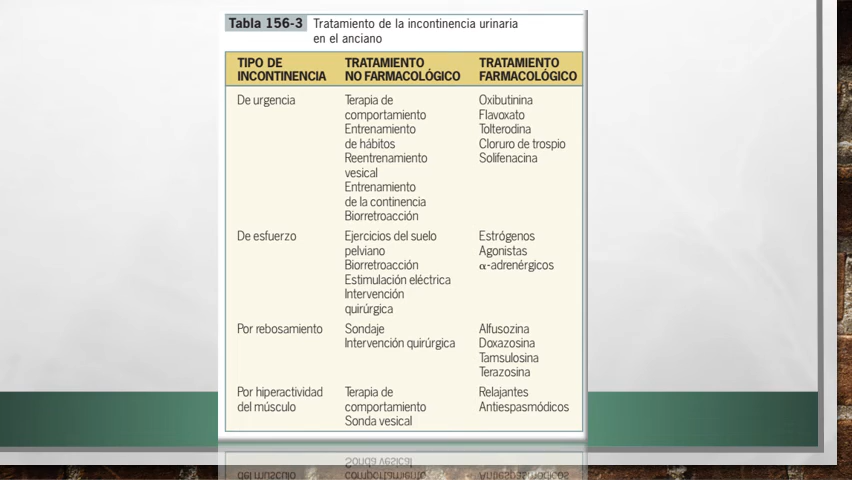 Tabla 156-3 Tratamiento de la incontinencia urinaria
en el anciano
TIPO DE INCONTINENCIA
TRATAMIENTO NO FARMACOLÓGICO
TRATAMIENTO FARMACOLÓGICO
De urgencia
Terapia de
comportamiento
Entrenamiento
de hábitos
Reentrenamiento
vesical
Entrenamiento
de la continencia
Biorretroacción
Oxibutinina
Flavoxato
Tolterodina
Cloruro de trospio
Solifenacina
De esfuerzo
Ejercicios del suelo
pelviano
Biorretroacción
Estimulación eléctrica
Intervención
quirúrgica
Estrógenos
Agonistas
α-adrenérgicos
Por rebosamiento
Sondaje
Intervención quirúrgica
Alfusozina
Doxazosina
Tamsulosina
Terazosina
Por hiperactividad
del músculo
Terapia de
comportamiento
Sonda vesical
Relajantes
Antiespasmódicos